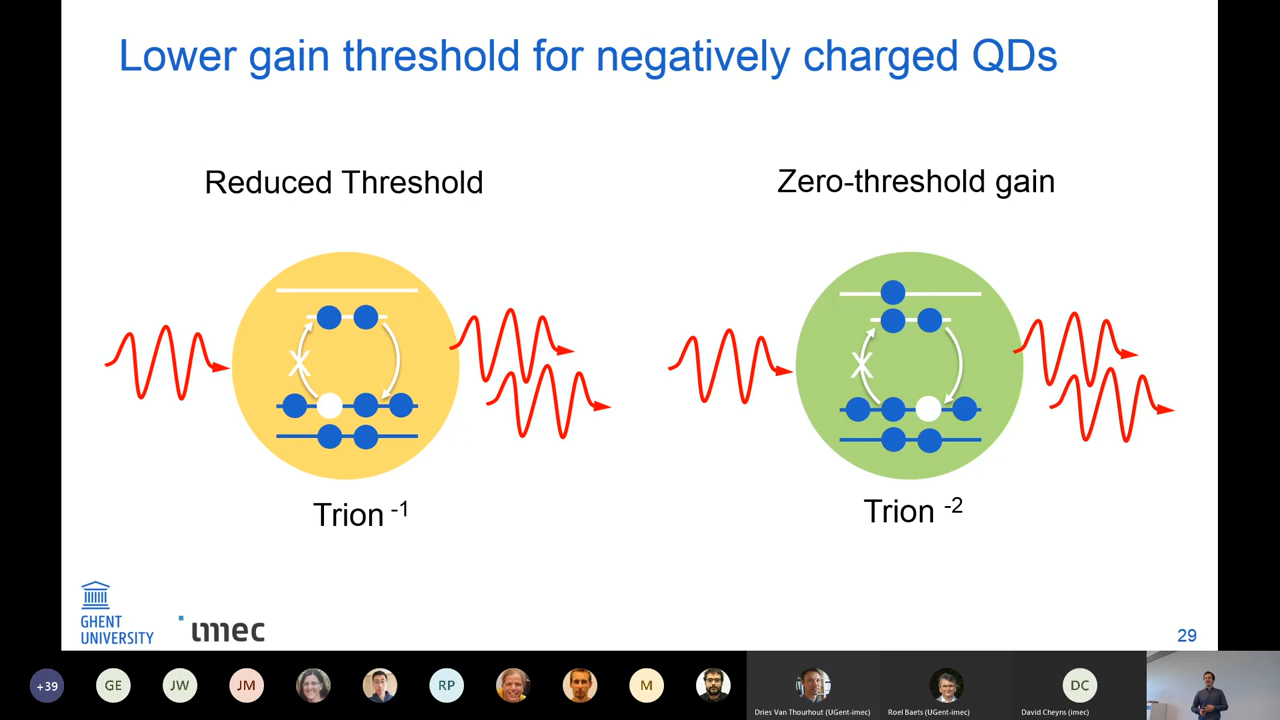 Lower gain threshold for negatively charged QDs
Reduced Threshold
Zero-threshold gain
X
X
Trion -1
Trion -2
GHENT
UNIVERSITY
imec
29
+39
GE
JW
JM
RP
M
DC
Dries Van Thourhout (UGent-imec)
Roel Baets (UGent-imec)
David Cheyns (imec)